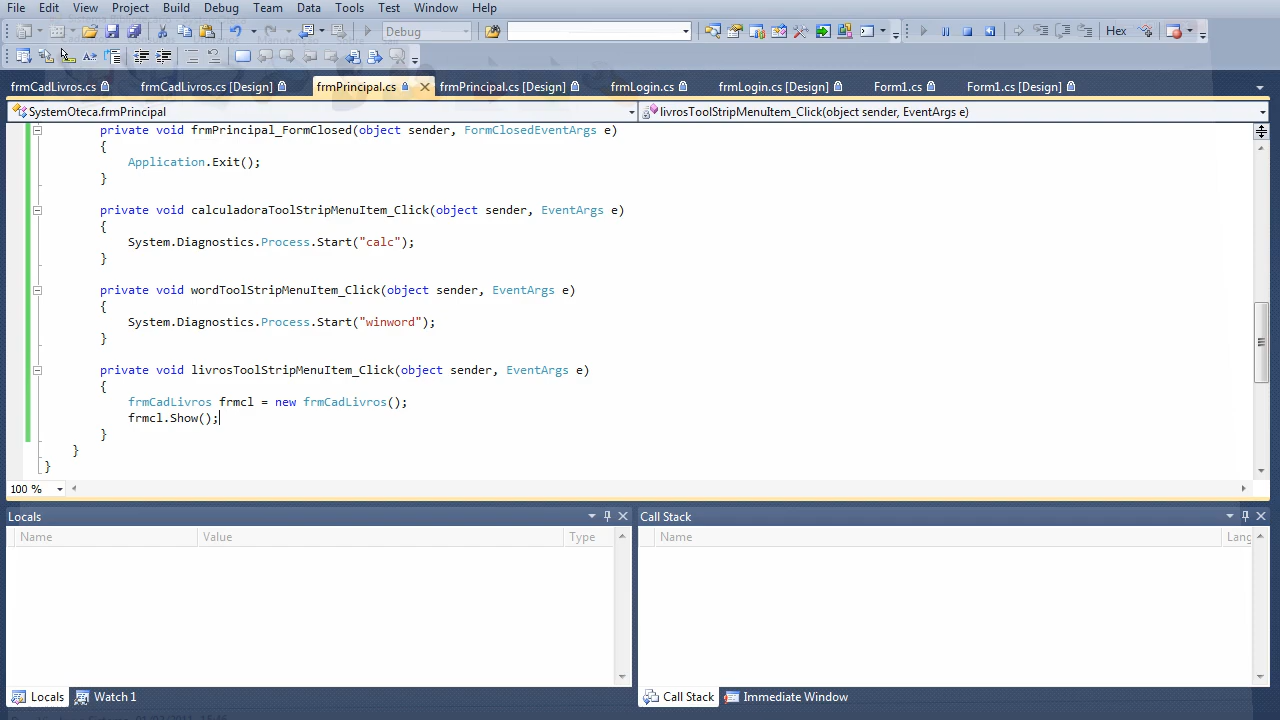 File Edit View Project Build Debug Team Data Tools Test Window Help
Debug Hex
frmCadLivros.cs frmCadLivros.cs [Design] frmPrincipal.cs frmPrincipal.cs [Design] frmLogin.cs frmLogin.cs [Design] Form1.cs Form1.cs [Design]
SystemOteca.frmPrincipal livrosToolStripMenuItem_Click(object sender, EventArgs e)
private void frmPrincipal_FormClosed(object sender, FormClosedEventArgs e)
{
Application.Exit();
}
private void calculadoraToolStripMenuItem_Click(object sender, EventArgs e)
{
System.Diagnostics.Process.Start("calc");
}
private void wordToolStripMenuItem_Click(object sender, EventArgs e)
{
System.Diagnostics.Process.Start("winword");
}
private void livrosToolStripMenuItem_Click(object sender, EventArgs e)
{
frmCadLivros frmcl = new frmCadLivros();
frmcl.Show();
}
}
}
100 %
Locals Call Stack
Name Value Type Name Lang
Locals Watch 1 Call Stack Immediate Window